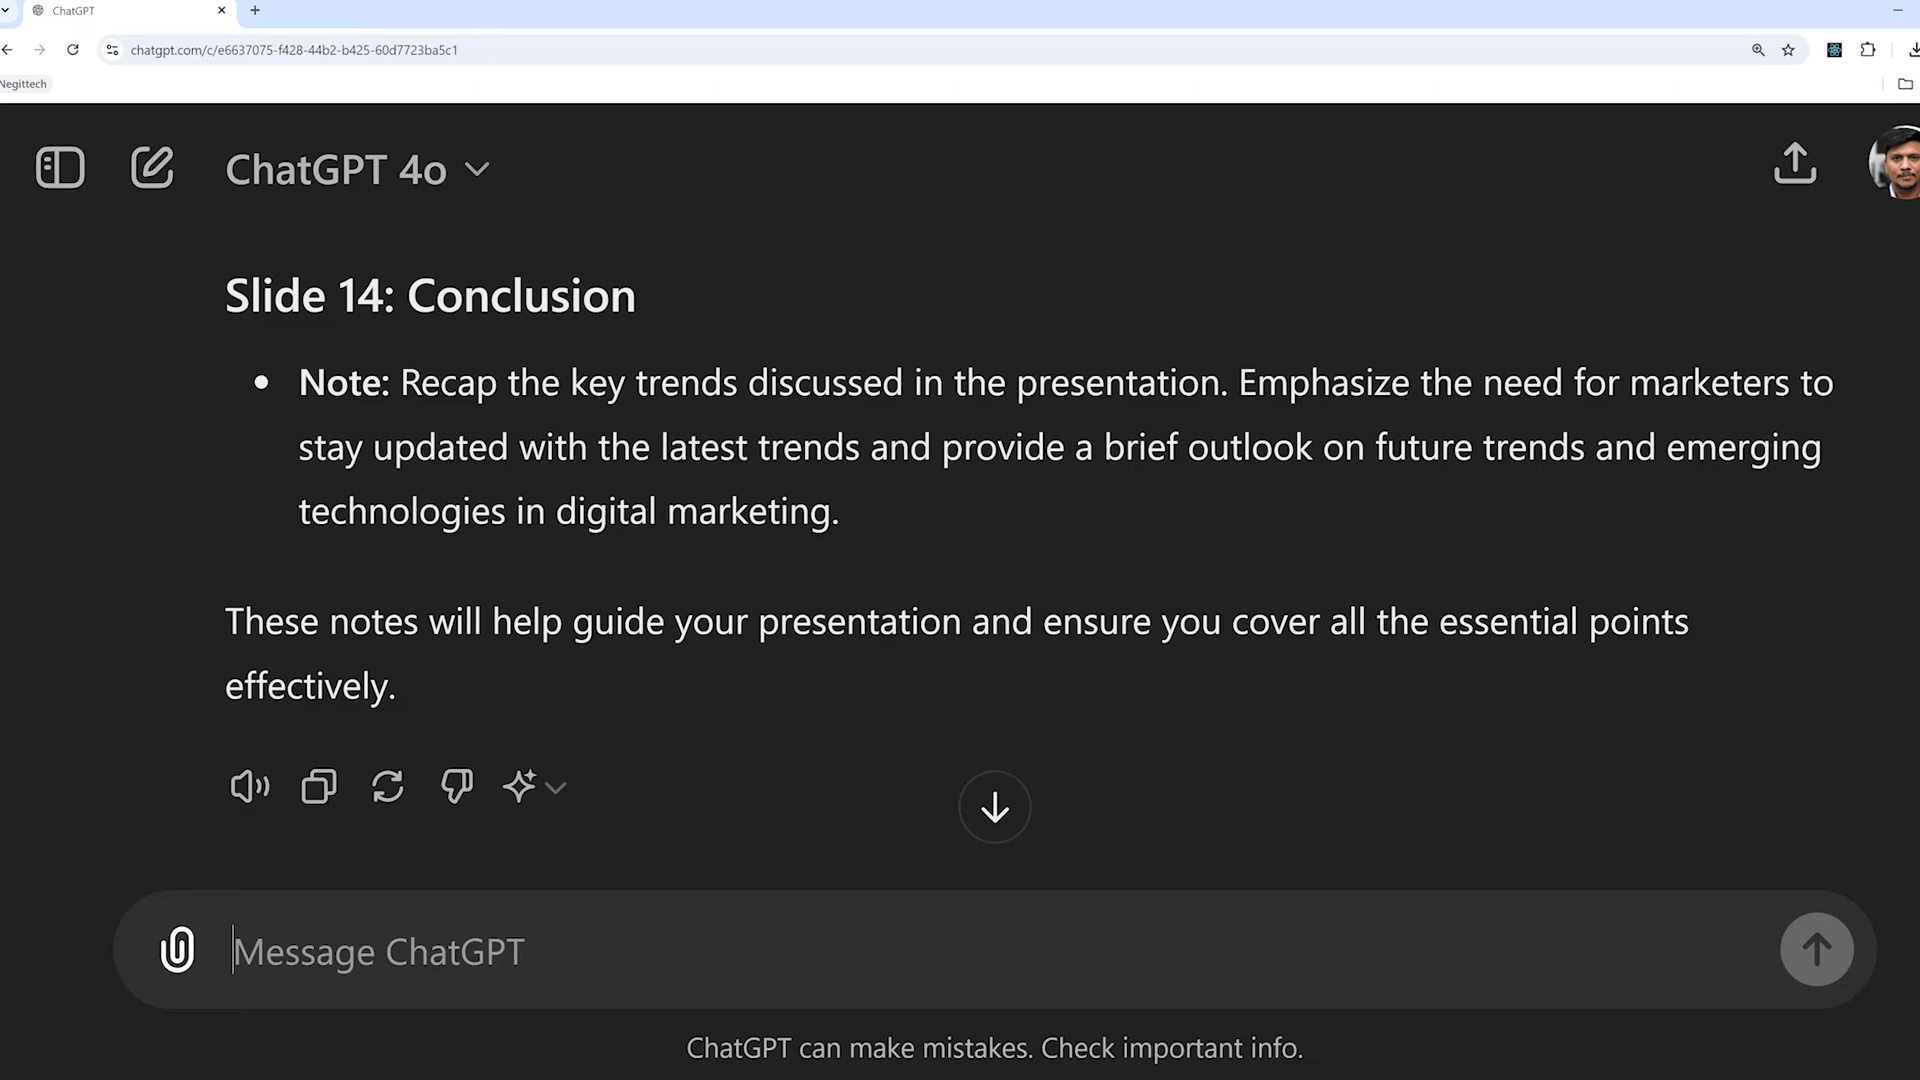 ChatGPT
chatgpt.com/c/e6637075-f428-44b2-b425-60d7723ba5c1
Negittech
ChatGPT 4o
Slide 14: Conclusion
Note: Recap the key trends discussed in the presentation. Emphasize the need for marketers to
stay updated with the latest trends and provide a brief outlook on future trends and emerging
technologies in digital marketing.
These notes will help guide your presentation and ensure you cover all the essential points
effectively.
Message ChatGPT
ChatGPT can make mistakes. Check important info.